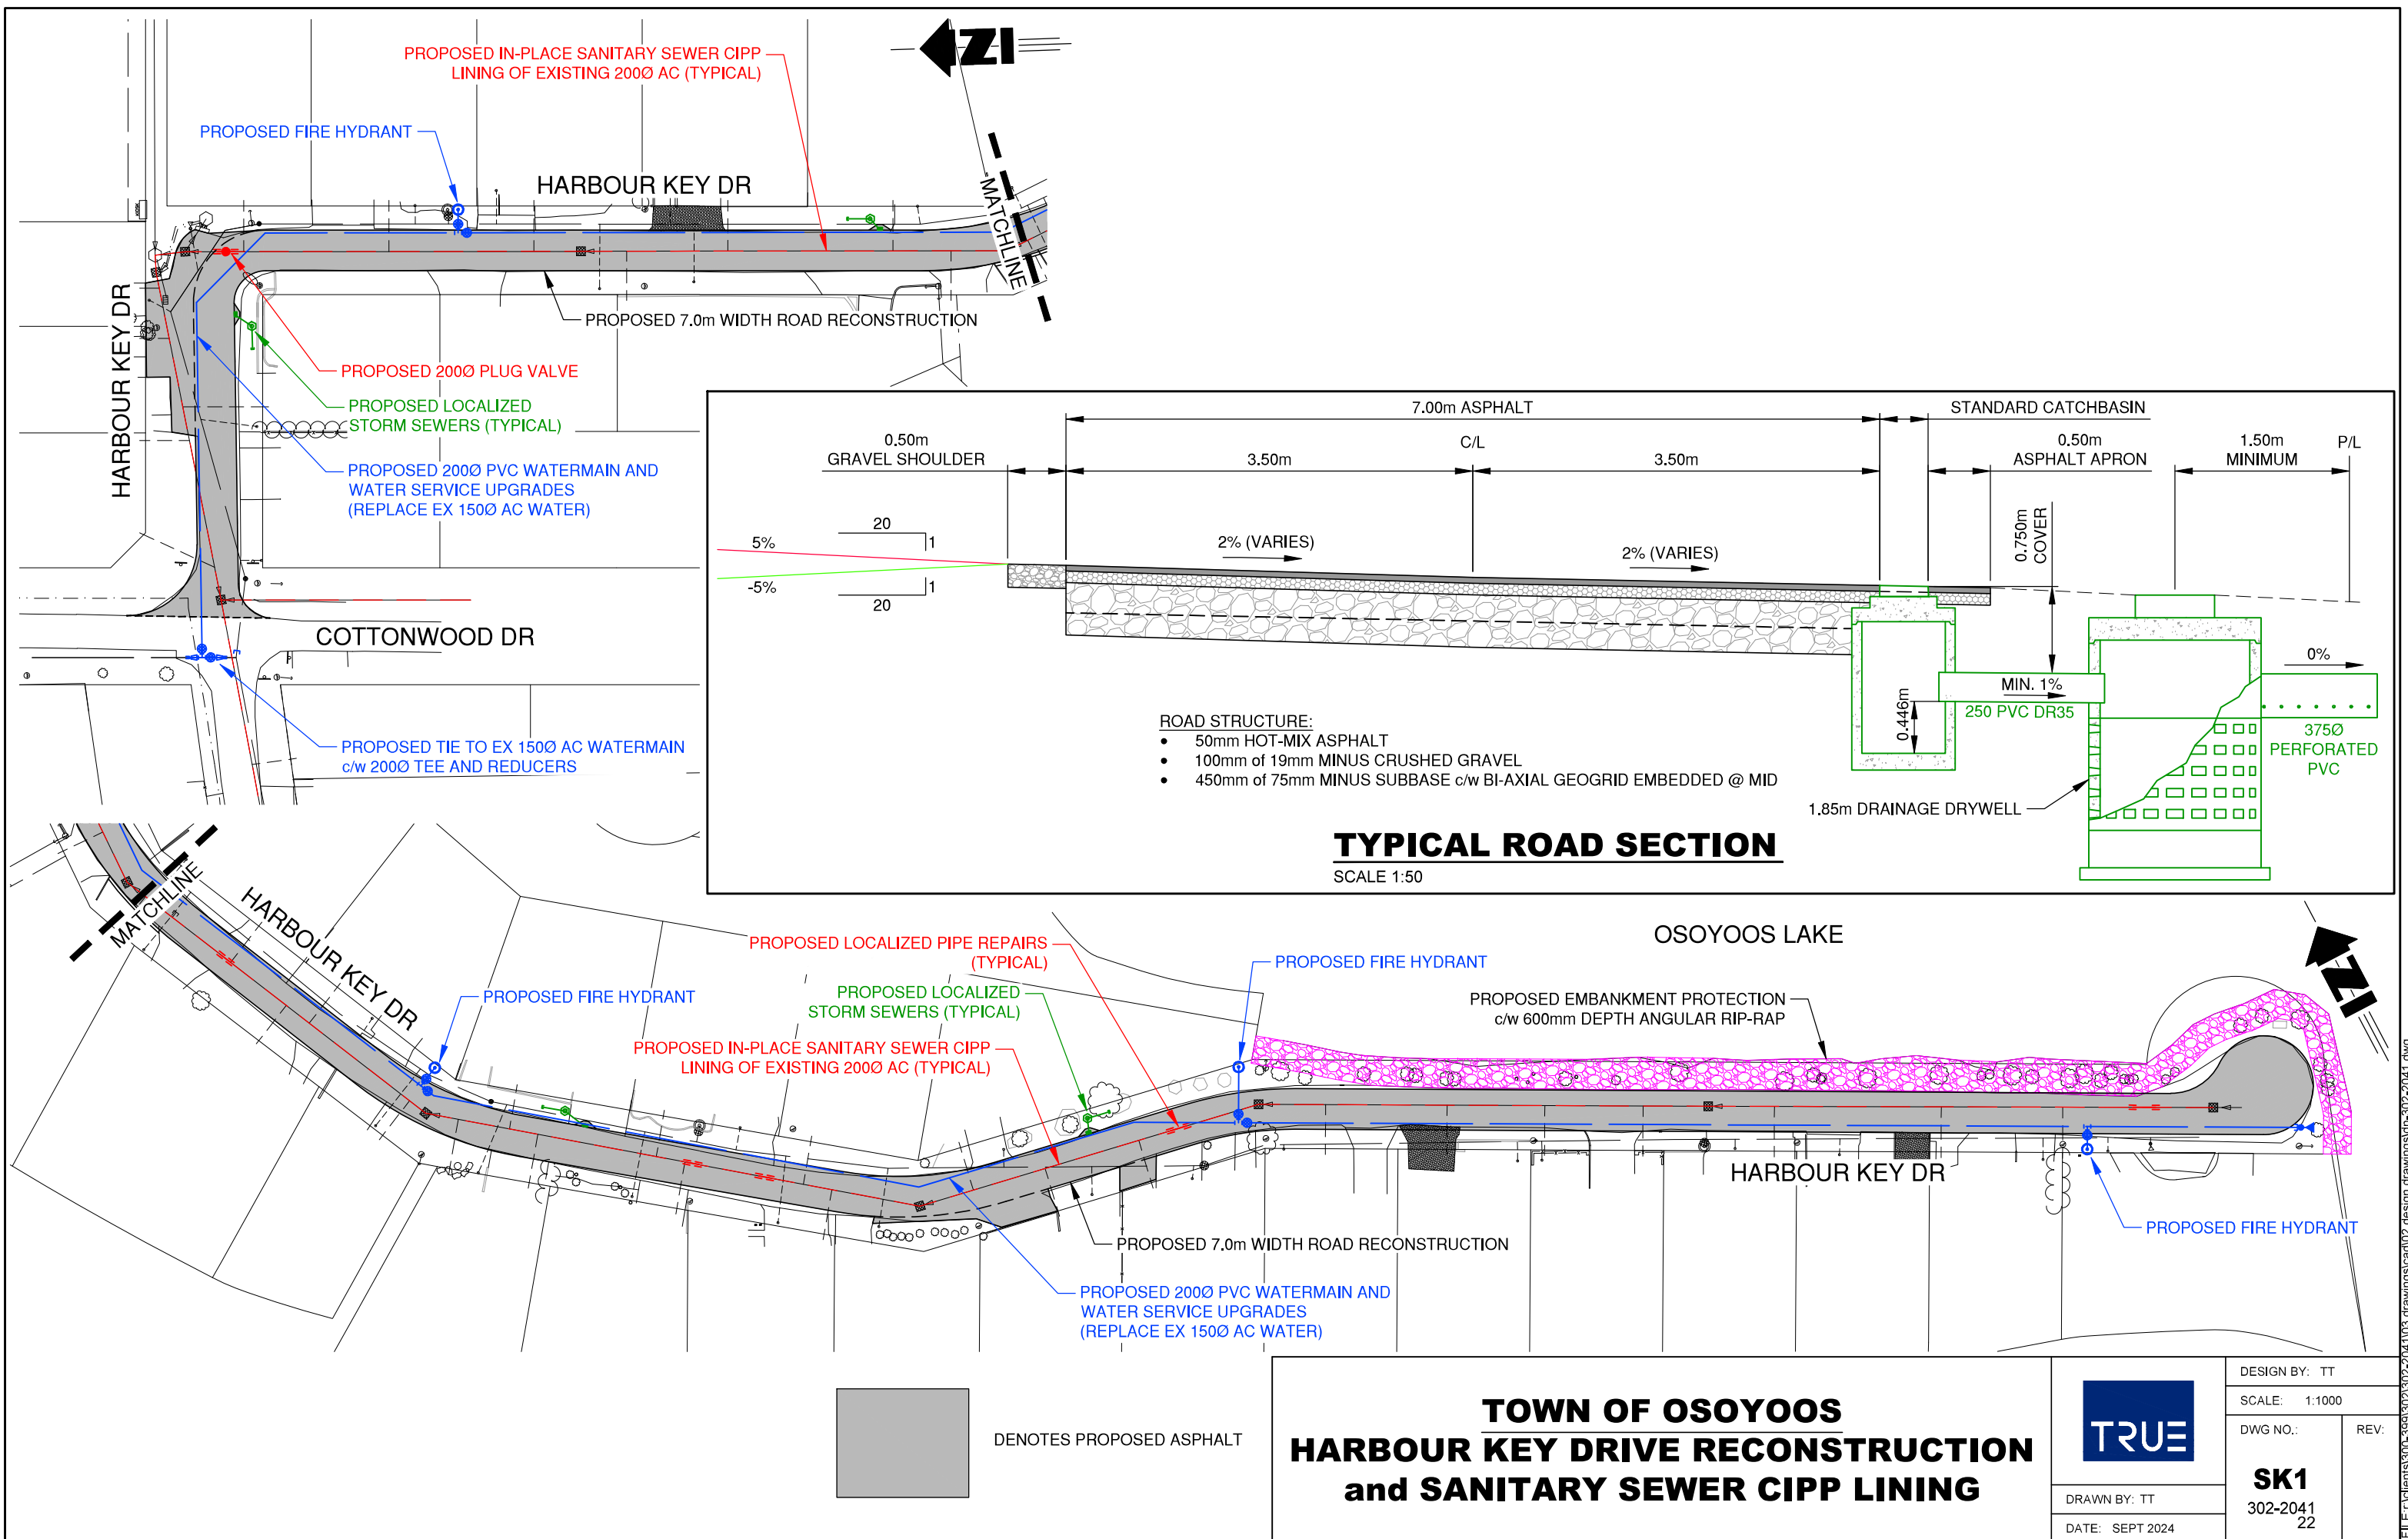 PROPOSED IN-PLACE SANITARY SEWER CIPP
LINING OF EXISTING 200Ø AC (TYPICAL)
N
PROPOSED FIRE HYDRANT
HARBOUR KEY DR
MATCHLINE
HARBOUR KEY DR
PROPOSED 7.0m WIDTH ROAD RECONSTRUCTION
PROPOSED 200Ø PLUG VALVE
PROPOSED LOCALIZED
STORM SEWERS (TYPICAL)
PROPOSED 200Ø PVC WATERMAIN AND
WATER SERVICE UPGRADES
(REPLACE EX 150Ø AC WATER)
COTTONWOOD DR
PROPOSED TIE TO EX 150Ø AC WATERMAIN
c/w 200Ø TEE AND REDUCERS
7.00m ASPHALT
STANDARD CATCHBASIN
0.50m
GRAVEL SHOULDER
C/L
3.50m
3.50m
0.50m
ASPHALT APRON
1.50m
MINIMUM
P/L
20
1
5%
-5%
1
20
2% (VARIES)
2% (VARIES)
0.750m
COVER
0%
MIN. 1%
250 PVC DR35
0.446m
375Ø
PERFORATED
PVC
ROAD STRUCTURE:
• 50mm HOT-MIX ASPHALT
• 100mm of 19mm MINUS CRUSHED GRAVEL
• 450mm of 75mm MINUS SUBBASE c/w BI-AXIAL GEOGRID EMBEDDED @ MID
1.85m DRAINAGE DRYWELL
TYPICAL ROAD SECTION
SCALE 1:50
MATCHLINE
HARBOUR KEY DR
PROPOSED FIRE HYDRANT
PROPOSED LOCALIZED PIPE REPAIRS
(TYPICAL)
PROPOSED LOCALIZED
STORM SEWERS (TYPICAL)
PROPOSED IN-PLACE SANITARY SEWER CIPP
LINING OF EXISTING 200Ø AC (TYPICAL)
PROPOSED FIRE HYDRANT
OSOYOOS LAKE
PROPOSED EMBANKMENT PROTECTION
c/w 600mm DEPTH ANGULAR RIP-RAP
N
HARBOUR KEY DR
PROPOSED FIRE HYDRANT
PROPOSED 7.0m WIDTH ROAD RECONSTRUCTION
PROPOSED 200Ø PVC WATERMAIN AND
WATER SERVICE UPGRADES
(REPLACE EX 150Ø AC WATER)
DENOTES PROPOSED ASPHALT
TOWN OF OSOYOOS
HARBOUR KEY DRIVE RECONSTRUCTION
and SANITARY SEWER CIPP LINING
TRUE
DRAWN BY: TT
DATE: SEPT 2024
DESIGN BY: TT
SCALE: 1:1000
DWG NO.:
REV:
SK1
302-2041
22